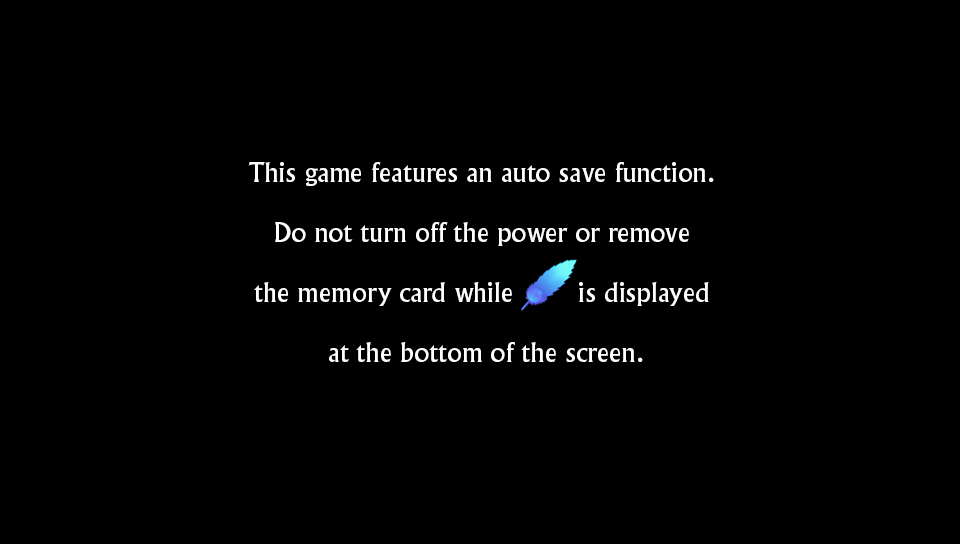 This game features an auto save function.
Do not turn off the power or remove
the memory card while is displayed
at the bottom of the screen.